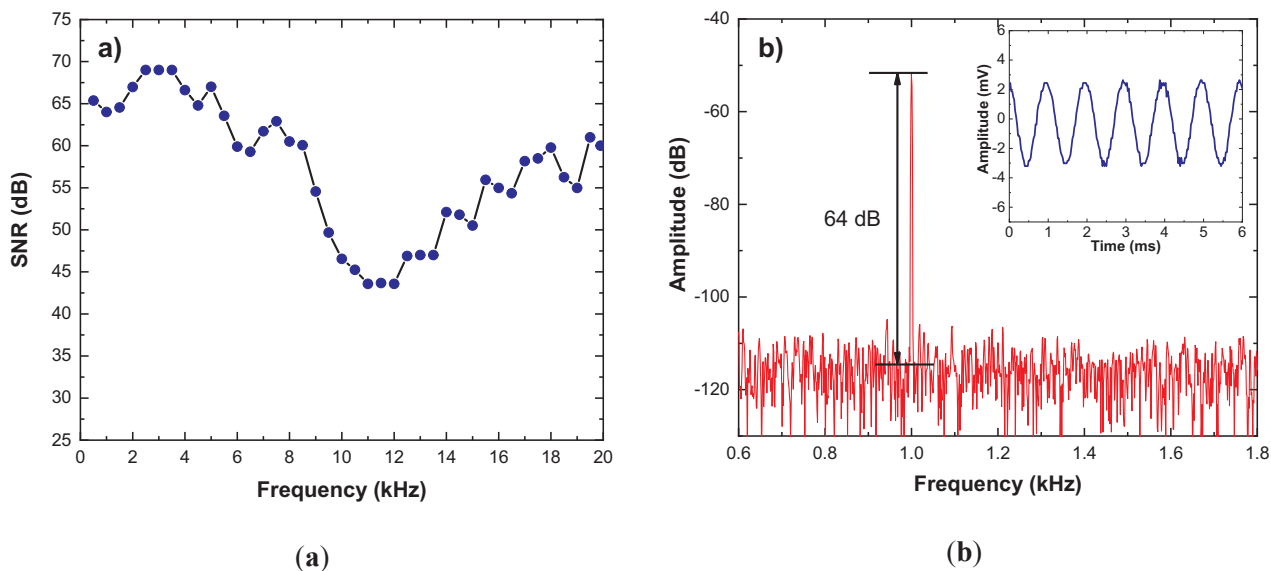 a)
75
70
65
60
55
50
45
40
35
30
25
SNR (dB)
0 2 4 6 8 10 12 14 16 18 20
Frequency (kHz)
(a)
b)
-40
-60
-80
-100
-120
Amplitude (dB)
64 dB
0.6 0.8 1.0 1.2 1.4 1.6 1.8
Frequency (kHz)
6
4
2
0
-2
-4
-6
Amplitude (mV)
0 1 2 3 4 5 6
Time (ms)
(b)